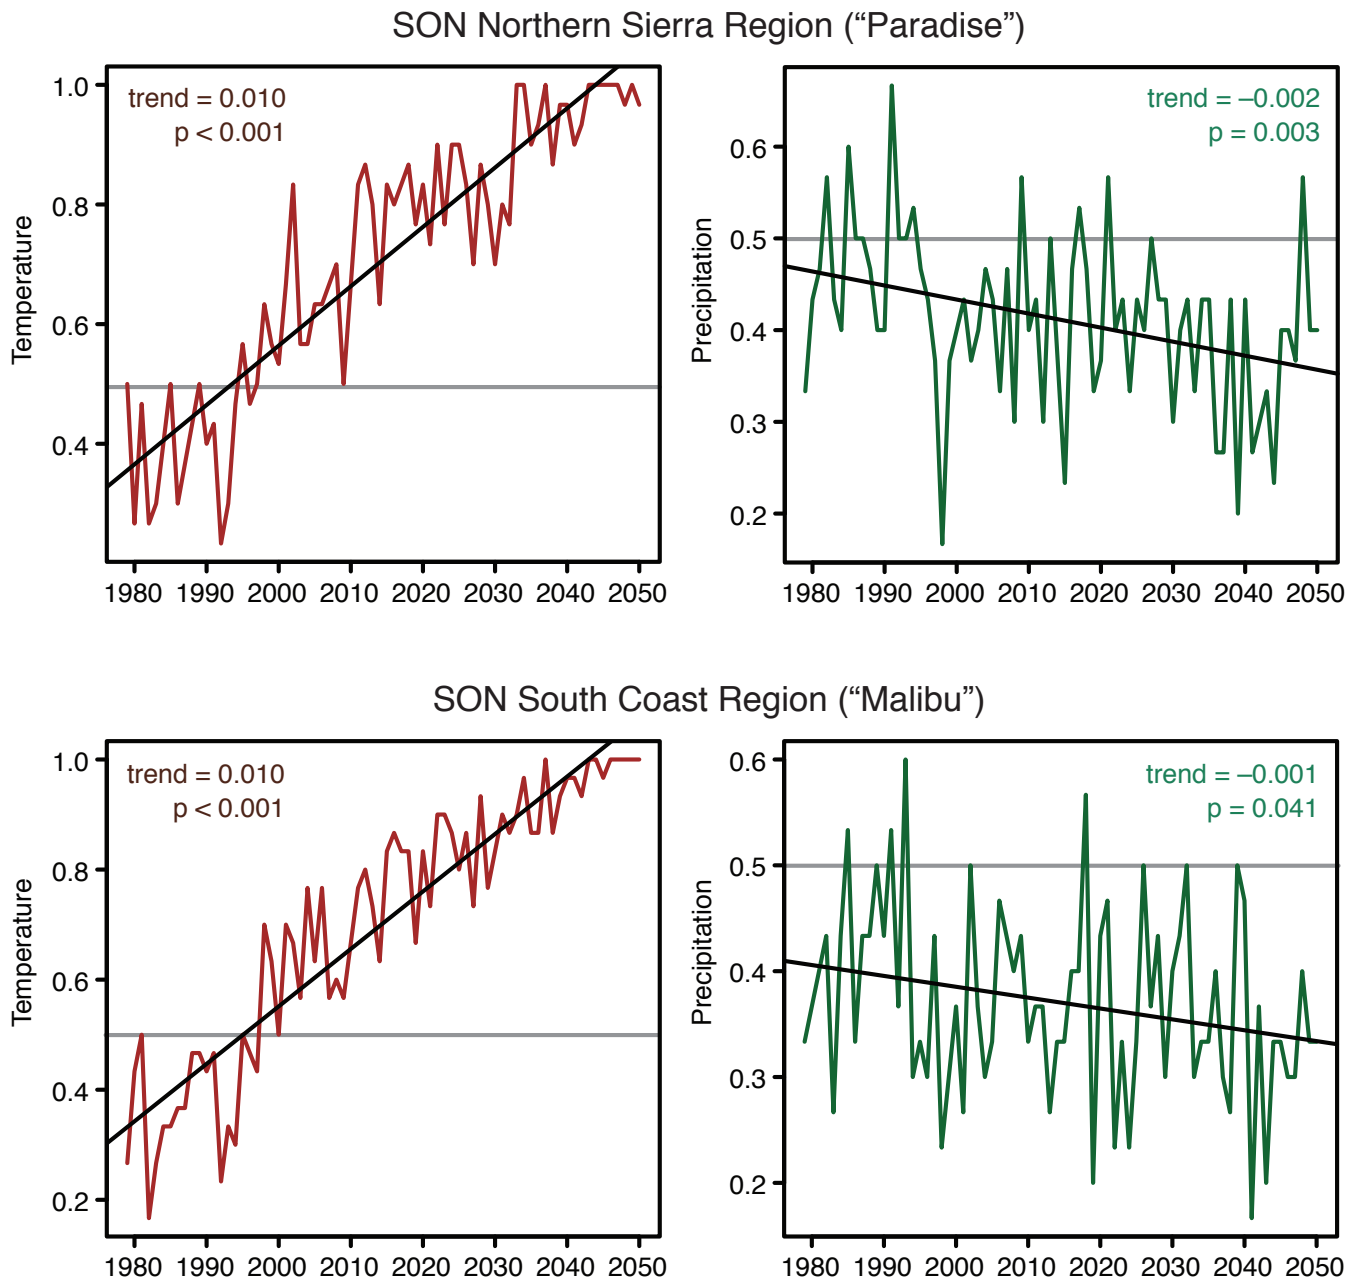 SON Northern Sierra Region (“Paradise”)
Temperature
1.0
0.8
0.6
0.4
trend = 0.010
p < 0.001
1980 1990 2000 2010 2020 2030 2040 2050
Precipitation
0.6
0.5
0.4
0.3
0.2
trend = –0.002
p = 0.003
1980 1990 2000 2010 2020 2030 2040 2050
SON South Coast Region (“Malibu”)
Temperature
1.0
0.8
0.6
0.4
0.2
trend = 0.010
p < 0.001
1980 1990 2000 2010 2020 2030 2040 2050
Precipitation
0.6
0.5
0.4
0.3
0.2
trend = –0.001
p = 0.041
1980 1990 2000 2010 2020 2030 2040 2050